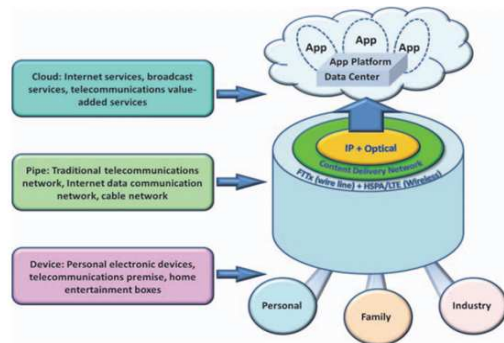 App
App
App
App Platform
Data Center
Cloud: Internet services, broadcast
services, telecommunications value-
added services
IP + Optical
Content Delivery Network
FTTx (wire line) + HSPA/LTE (Wireless)
Pipe: Traditional telecommunications
network, Internet data communication
network, cable network
Device: Personal electronic devices,
telecommunications premise, home
entertainment boxes
Personal
Family
Industry